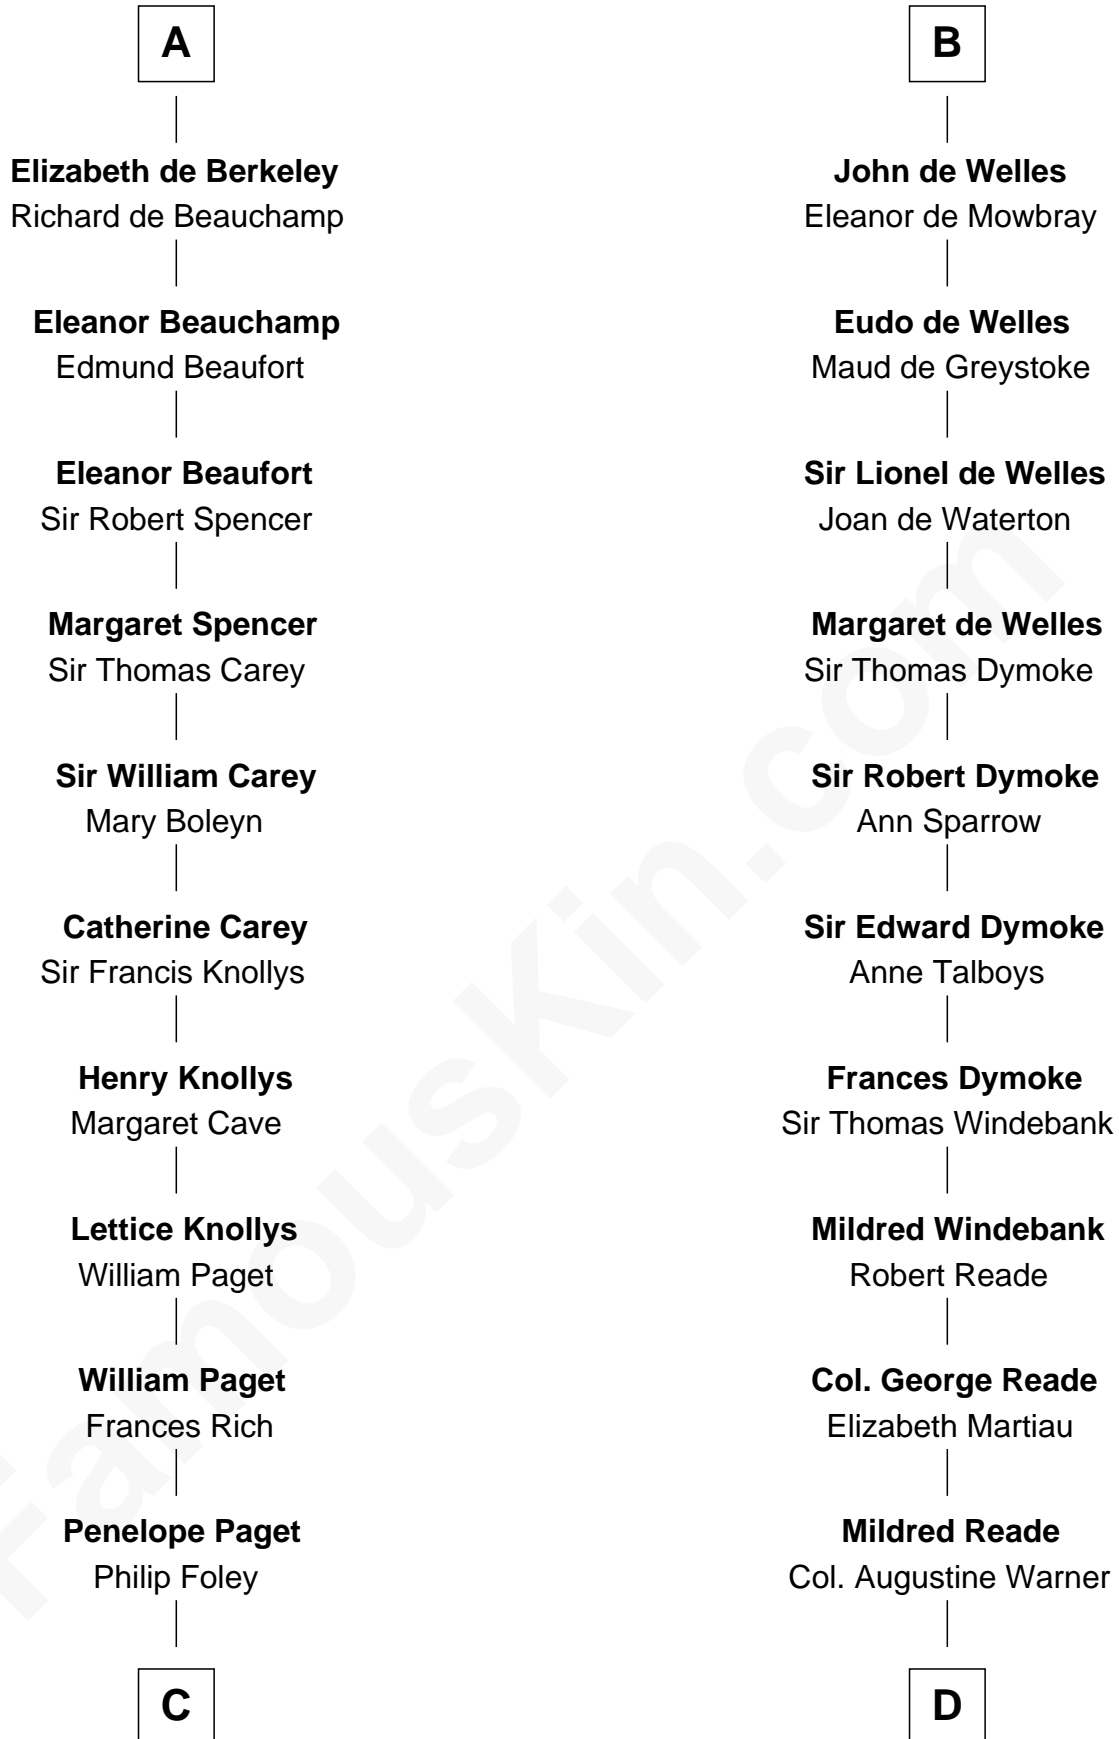 A
Elizabeth de Berkeley
Richard de Beauchamp
Eleanor Beauchamp
Edmund Beaufort
Eleanor Beaufort
Sir Robert Spencer
Margaret Spencer
Sir Thomas Carey
Sir William Carey
Mary Boleyn
Catherine Carey
Sir Francis Knollys
Henry Knollys
Margaret Cave
Lettice Knollys
William Paget
William Paget
Frances Rich
Penelope Paget
Philip Foley
C
B
John de Welles
Eleanor de Mowbray
Eudo de Welles
Maud de Greystoke
Sir Lionel de Welles
Joan de Waterton
Margaret de Welles
Sir Thomas Dymoke
Sir Robert Dymoke
Ann Sparrow
Sir Edward Dymoke
Anne Talboys
Frances Dymoke
Sir Thomas Windebank
Mildred Windebank
Robert Reade
Col. George Reade
Elizabeth Martiau
Mildred Reade
Col. Augustine Warner
D
FamousKin.com